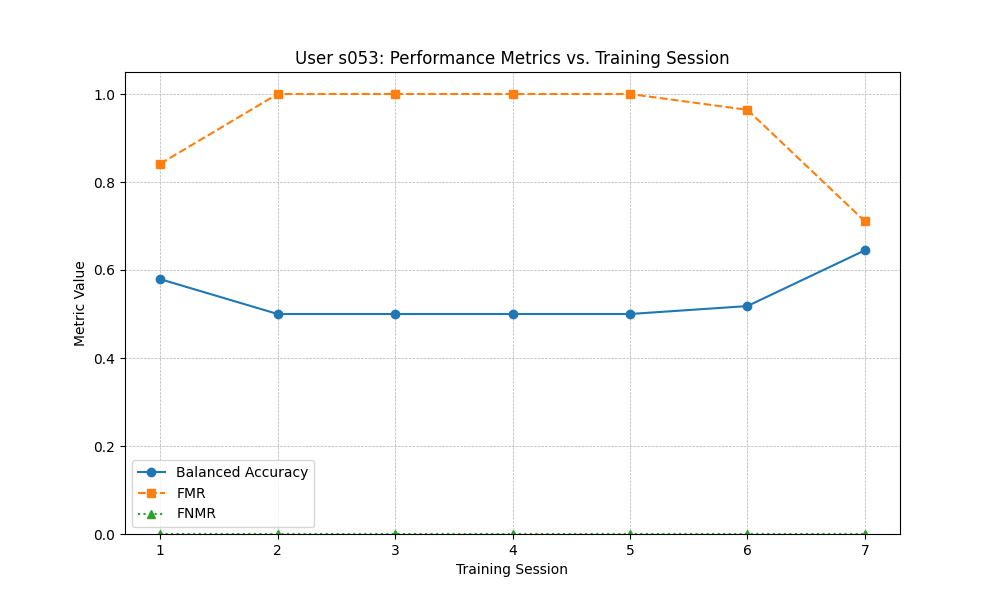 User s053: Performance Metrics vs. Training Session
1.0
0.8
0.6
0.4
0.2
0.0
Metric Value
Balanced Accuracy
FMR
FNMR
1 2 3 4 5 6 7
Training Session